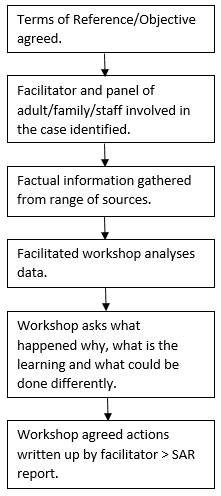 Terms of Reference/Objective
agreed.
Facilitator and panel of
adult/family/staff involved in
the case identified.
Factual information gathered
from range of sources.
Facilitated workshop analyses
data.
Workshop asks what
happened why, what is the
learning and what could be
done differently.
Workshop agreed actions
written up by facilitator > SAR
report.